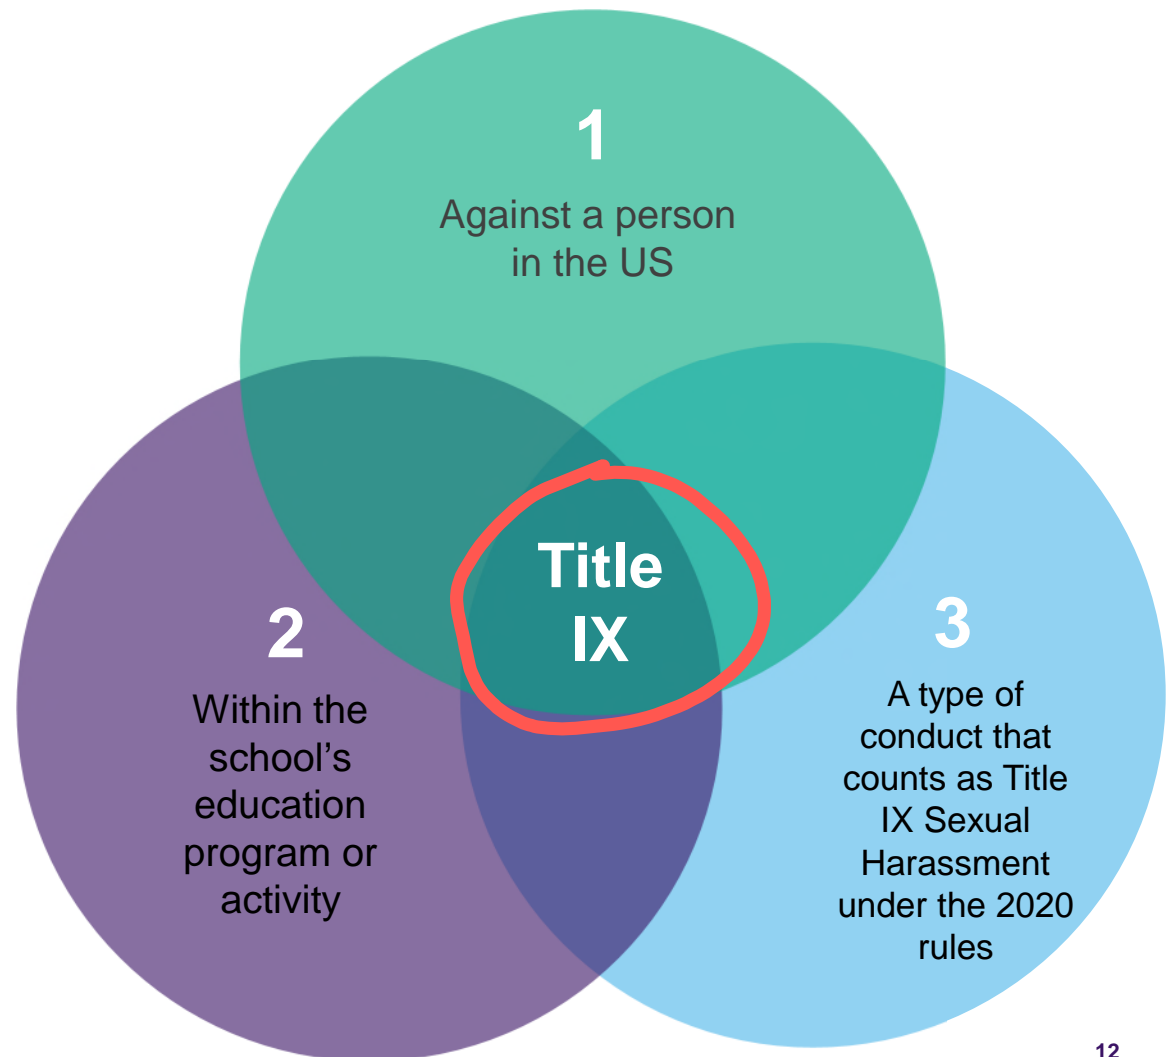 1
Against a person
in the US
Title
IX
2
Within the
school’s
education
program or
activity
3
A type of
conduct that
counts as Title
IX Sexual
Harassment
under the 2020
rules
12